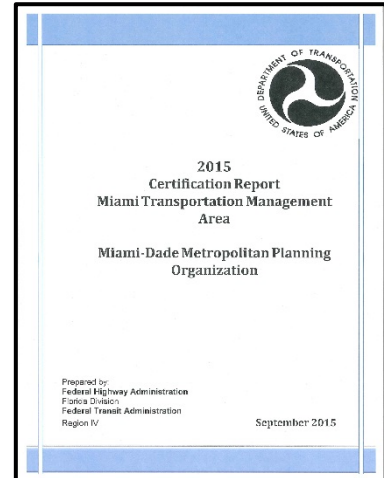 DEPARTMENT OF TRANSPORTATION
UNITED STATES OF AMERICA
2015
Certification Report
Miami Transportation Management
Area
Miami-Dade Metropolitan Planning
Organization
Prepared by:
Federal Highway Administration
Florida Division
Federal Transit Administration
Region IV
September 2015